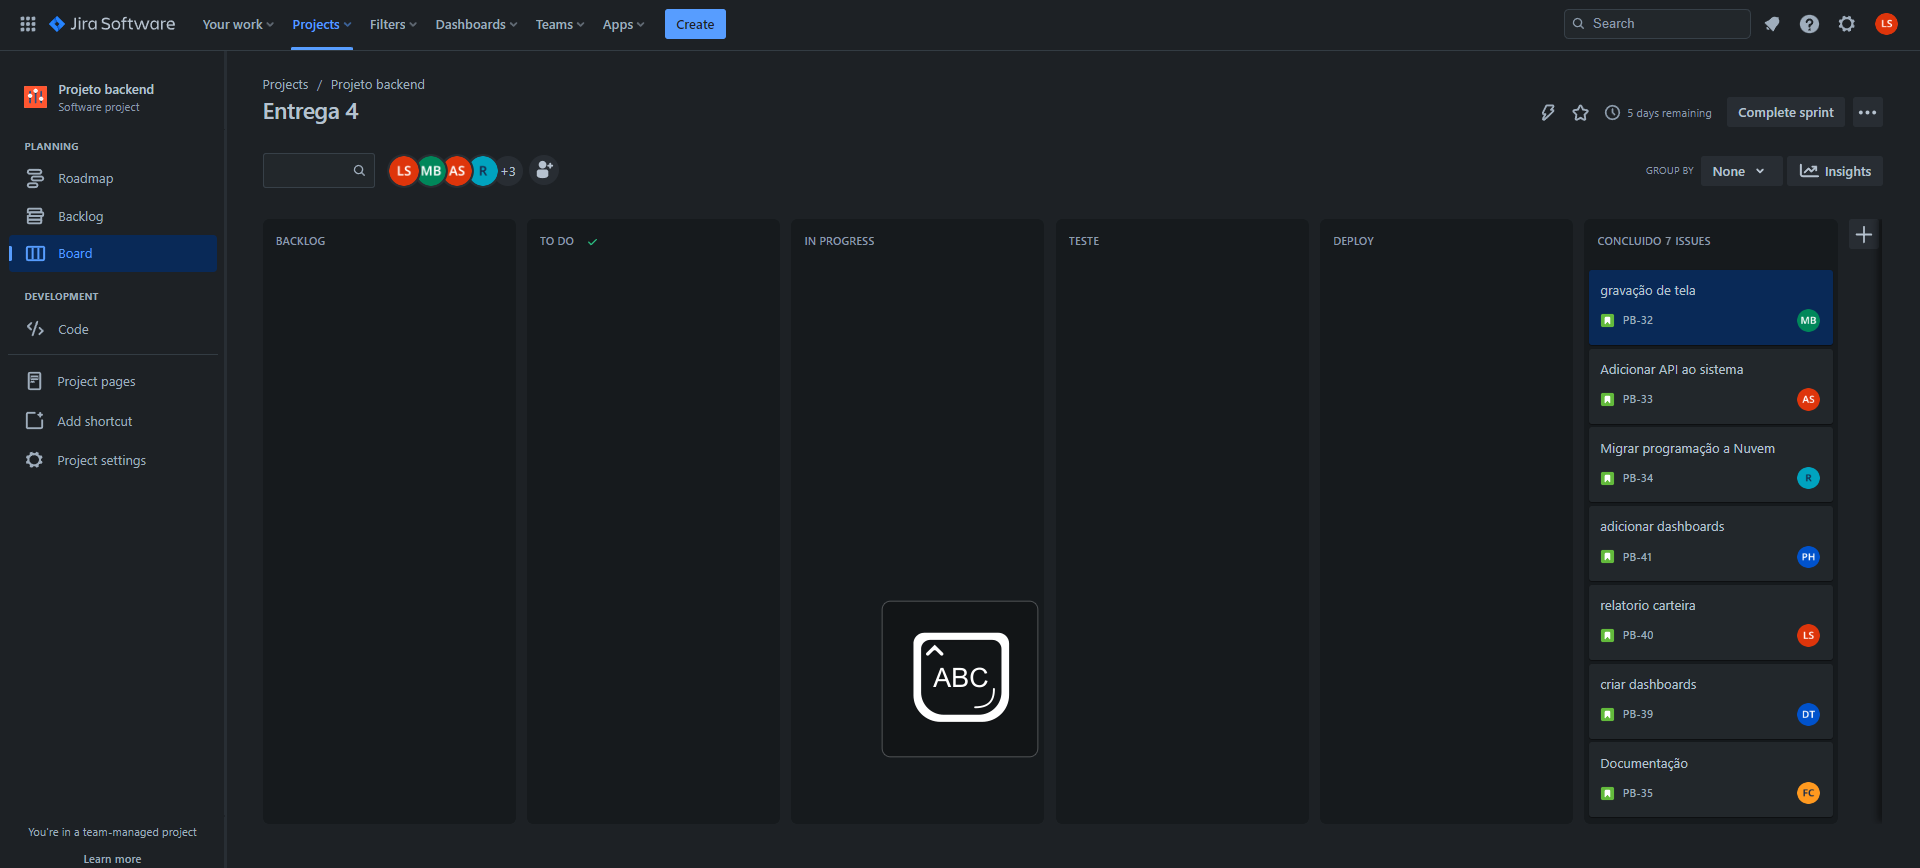 Jira Software
Your work
Projects
Filters
Dashboards
Teams
Apps
Create
Search
LS
Projeto backend
Software project
PLANNING
Roadmap
Backlog
Board
DEVELOPMENT
Code
Project pages
Add shortcut
Project settings
You're in a team-managed project
Learn more
Projects / Projeto backend
Entrega 4
5 days remaining
Complete sprint
LS MB AS R +3
GROUP BY
None
Insights
BACKLOG
TO DO
IN PROGRESS
TESTE
DEPLOY
CONCLUIDO 7 ISSUES
gravação de tela
PB-32 MB
Adicionar API ao sistema
PB-33 AS
Migrar programação a Nuvem
PB-34 R
adicionar dashboards
PB-41 PH
relatorio carteira
PB-40 LS
criar dashboards
PB-39 DT
Documentação
PB-35 FC
ABC